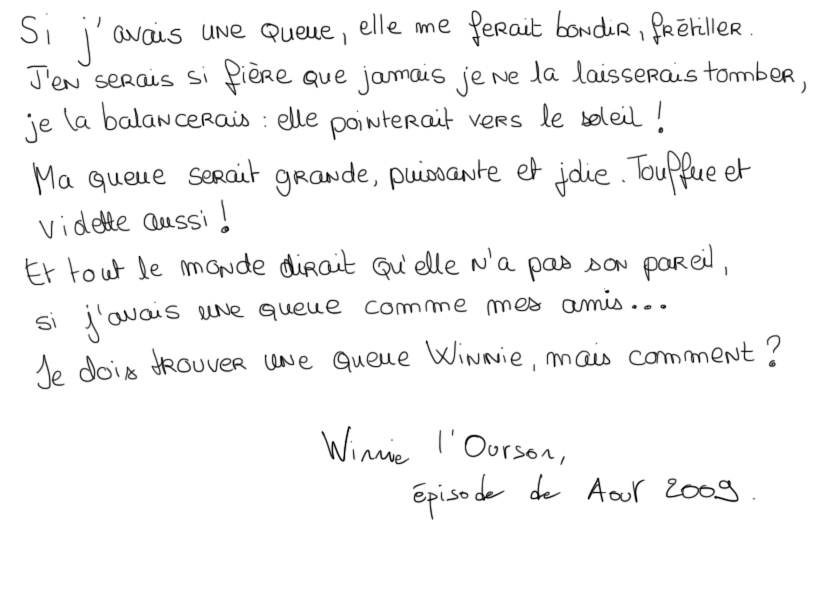 Si j'avais une queue, elle me ferait bondir, frétiller.
J'en serais si fière que jamais je ne la laisserais tomber,
je la balancerais : elle pointerait vers le soleil !
Ma queue serait grande, puissante et jolie. Touffue et
violette aussi !
Et tout le monde dirait qu'elle n'a pas son pareil,
si j'avais une queue comme mes amis...
Je dois trouver une queue Winnie, mais comment ?
Winnie l'Ourson,
épisode de Aout 2009.